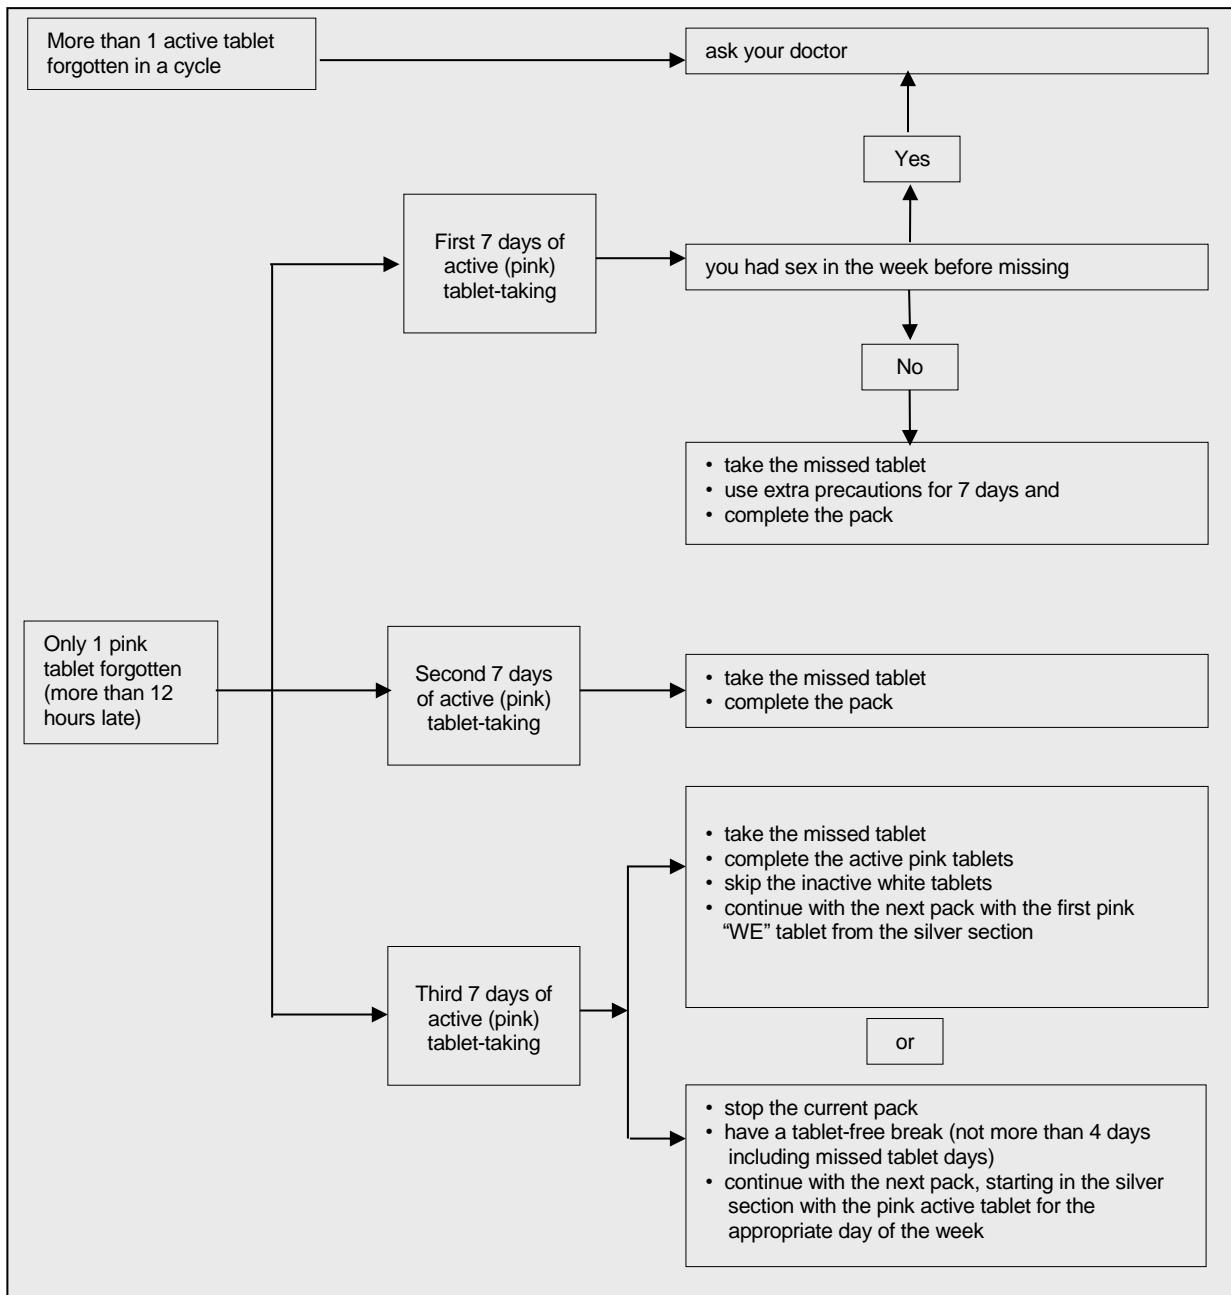 More than 1 active tablet
forgotten in a cycle
ask your doctor
Yes
First 7 days of
active (pink)
tablet-taking
you had sex in the week before missing
No
• take the missed tablet
• use extra precautions for 7 days and
• complete the pack
Only 1 pink
tablet forgotten
(more than 12
hours late)
Second 7 days
of active (pink)
tablet-taking
• take the missed tablet
• complete the pack
Third 7 days of
active (pink)
tablet-taking
• take the missed tablet
• complete the active pink tablets
• skip the inactive white tablets
• continue with the next pack with the first pink
“WE” tablet from the silver section
or
• stop the current pack
• have a tablet-free break (not more than 4 days
including missed tablet days)
• continue with the next pack, starting in the silver
section with the pink active tablet for the
appropriate day of the week